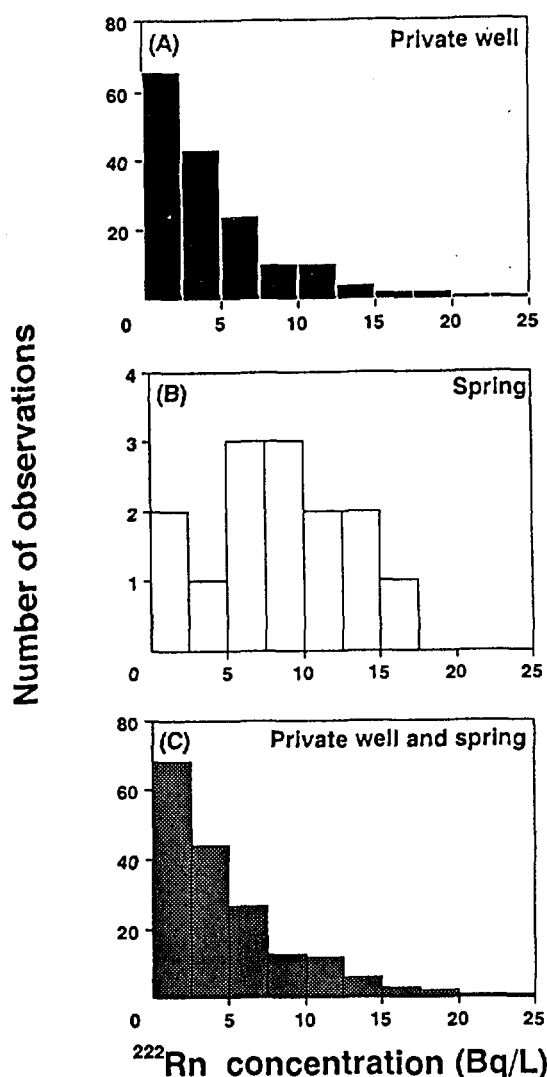 Number of observations
80
(A) Private well
60
40
20
0 5 10 15 20 25
4
(B) Spring
3
2
1
0 5 10 15 20 25
80
(C) Private well and spring
60
40
20
0 5 10 15 20 25
²²²Rn concentration (Bq/L)